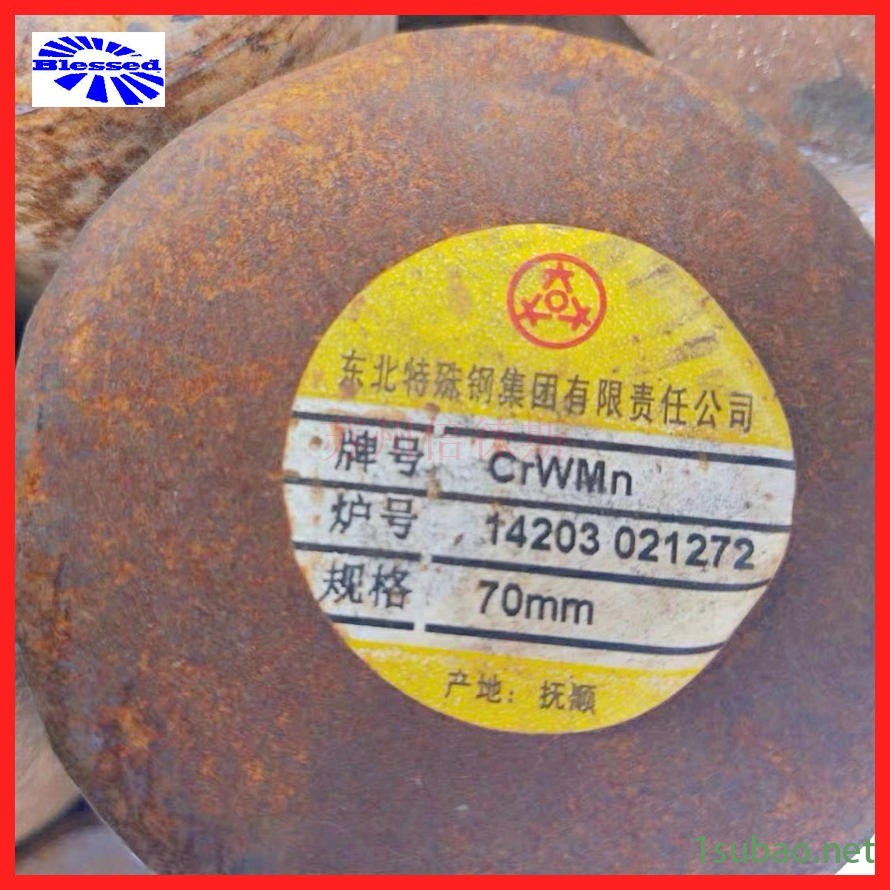 Blessed
东北特殊钢集团有限责任公司
牌号 CrWMn
炉号 14203 021272
规格 70mm
产地：抚顺
1subao.net